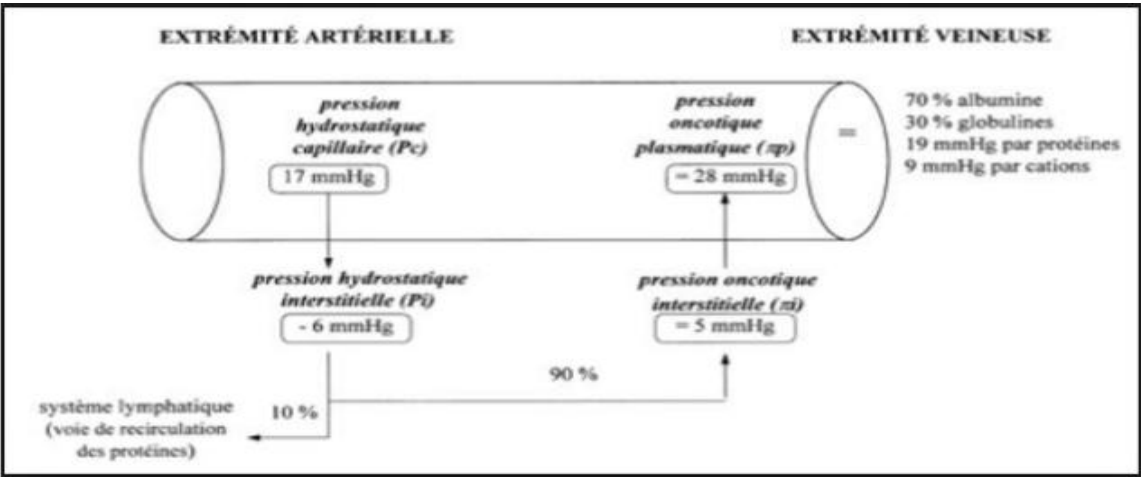 EXTRÉMITÉ ARTÉRIELLE
EXTRÉMITÉ VEINEUSE
pression
hydrostatique
capillaire (Pc)
17 mmHg
pression
oncotique
plasmatique (πp)
= 28 mmHg
=
70 % albumine
30 % globulines
19 mmHg par protéines
9 mmHg par cations
pression hydrostatique
interstitielle (Pi)
- 6 mmHg
pression oncotique
interstitielle (πi)
= 5 mmHg
90 %
système lymphatique
(voie de recirculation
des protéines)
10 %